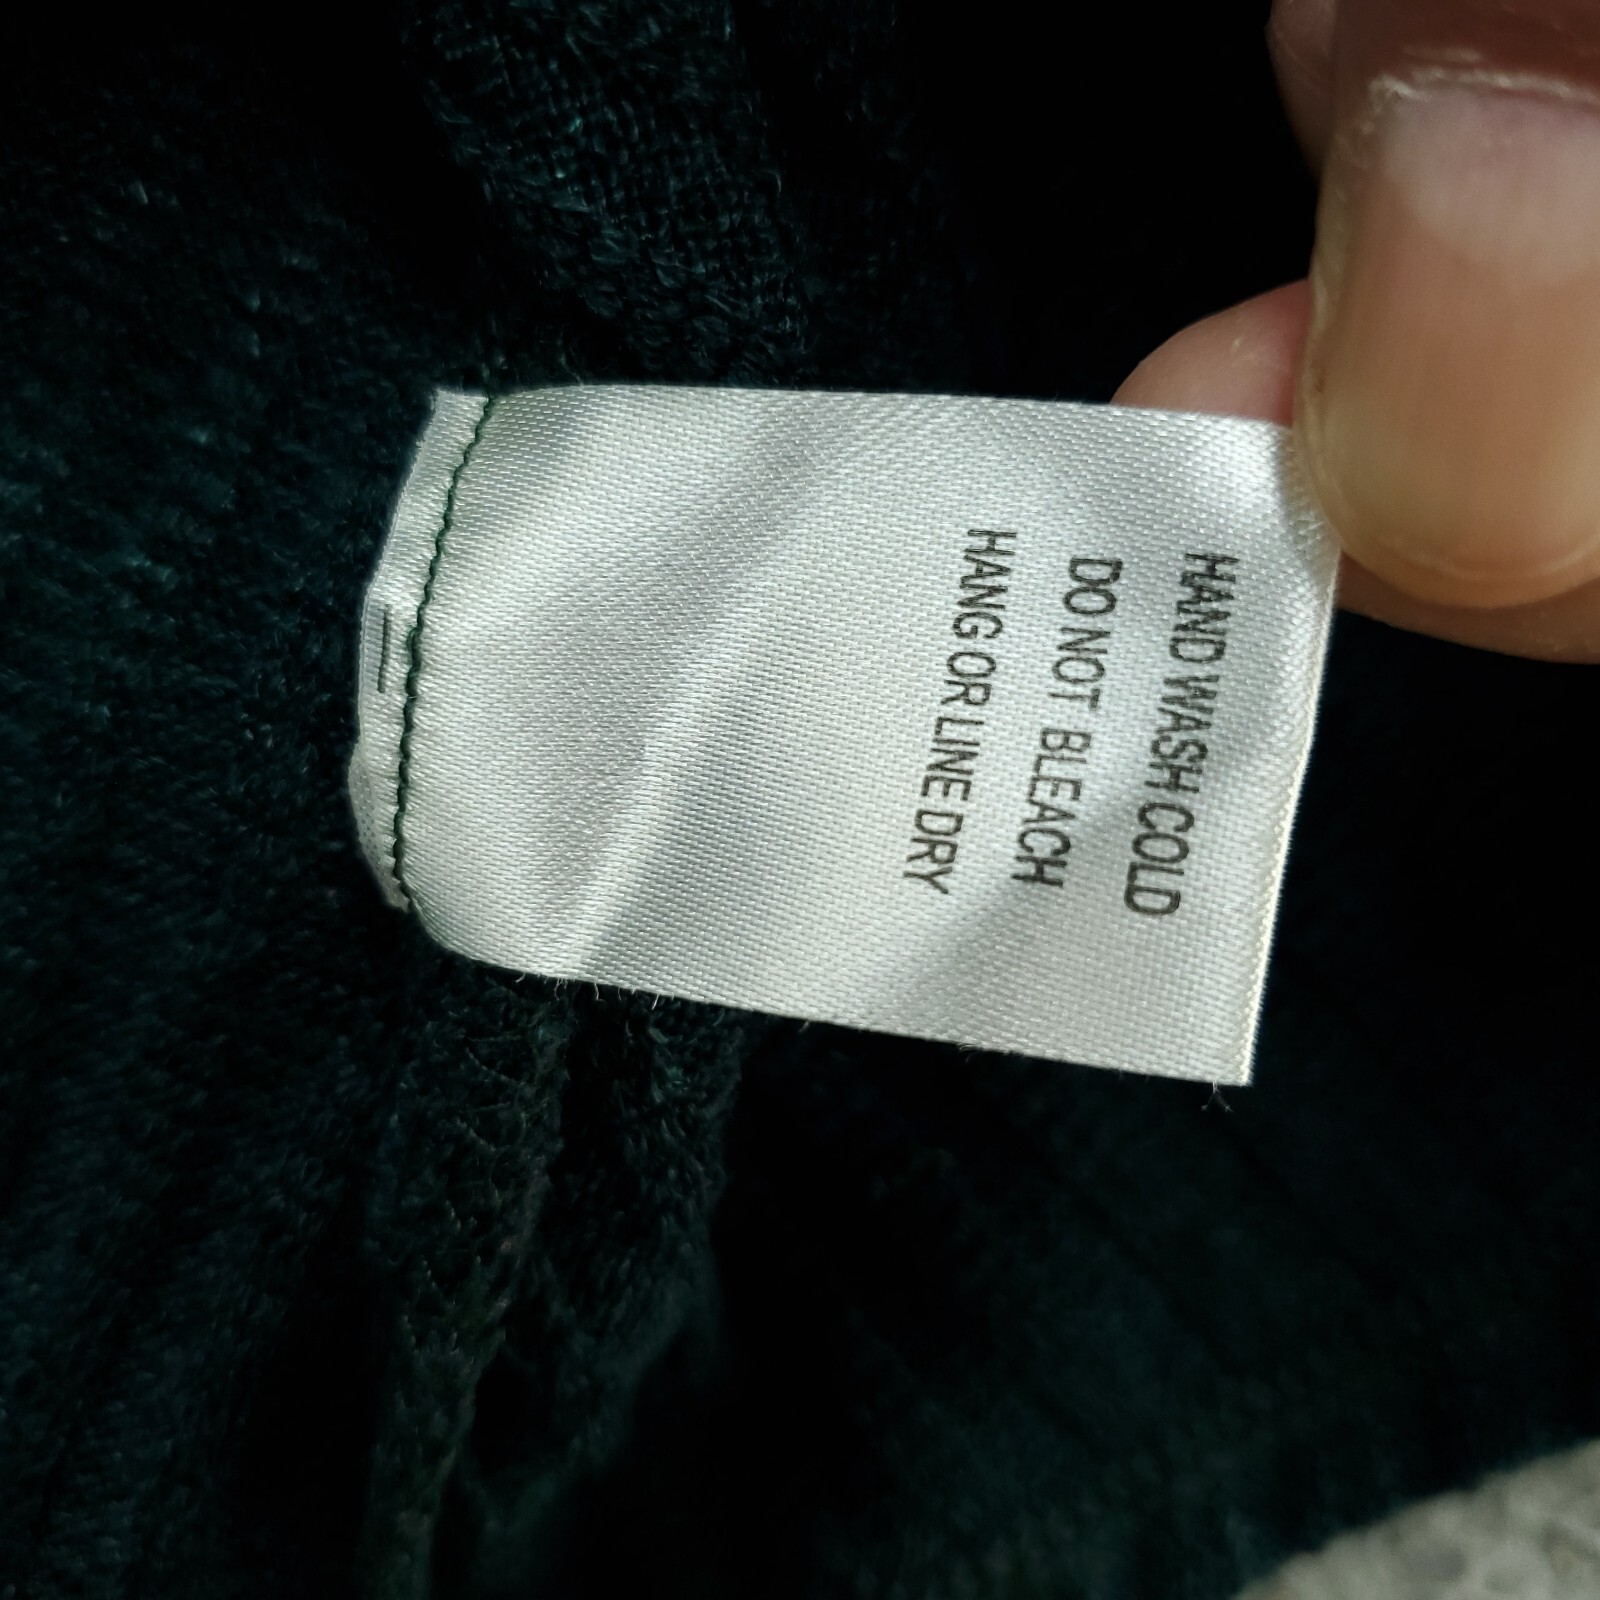 HAND WASH COLD
DO NOT BLEACH
HANG OR LINE DRY